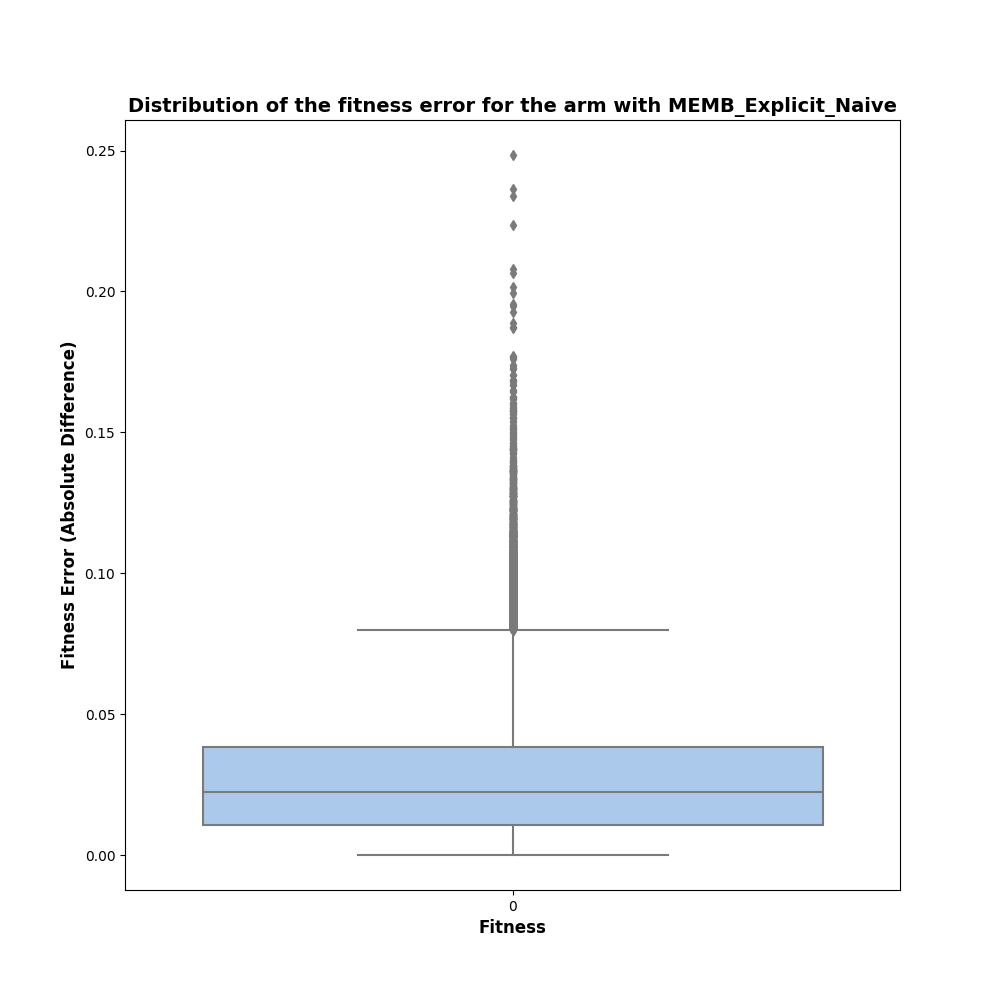 Distribution of the fitness error for the arm with MEMB_Explicit_Naive
0.25
0.20
0.15
0.10
0.05
0.00
Fitness Error (Absolute Difference)
0
Fitness